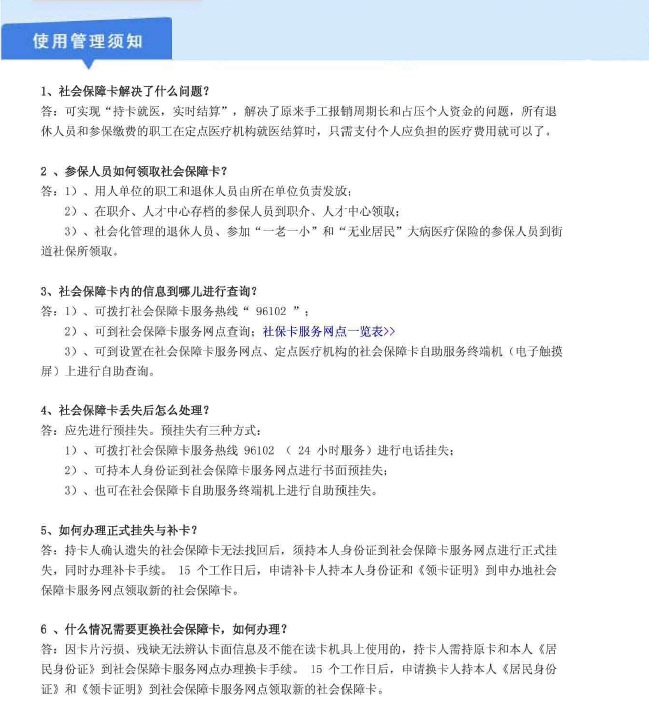 使用管理须知
1、社会保障卡解决了什么问题？
答：可实现“持卡就医，实时结算”，解决了原来手工报销周期长和占压个人资金的问题，所有退
休人员和参保缴费的职工在定点医疗机构就医结算时，只需支付个人应负担的医疗费用就可以了。
2 、参保人员如何领取社会保障卡？
答：1）、用人单位的职工和退休人员由所在单位负责发放；
2）、在职介、人才中心存档的参保人员到职介、人才中心领取；
3）、社会化管理的退休人员、参加“一老一小”和“无业居民”大病医疗保险的参保人员到街
道社保所领取。
3、社会保障卡内的信息到哪儿进行查询？
答：1）、可拨打社会保障卡服务热线“ 96102 ”；
2）、可到社会保障卡服务网点查询；社保卡服务网点一览表>>
3）、可到设置在社会保障卡服务网点、定点医疗机构的社会保障卡自助服务终端机（电子触摸
屏）上进行自助查询。
4、社会保障卡丢失后怎么处理？
答：应先进行预挂失。预挂失有三种方式：
1）、可拨打社会保障卡服务热线 96102 （ 24 小时服务）进行电话挂失；
2）、可持本人身份证到社会保障卡服务网点进行书面预挂失；
3）、也可在社会保障卡自助服务终端机上进行自助预挂失。
5、如何办理正式挂失与补卡？
答：持卡人确认遗失的社会保障卡无法找回后，须持本人身份证到社会保障卡服务网点进行正式挂
失，同时办理补卡手续。 15 个工作日后，申请补卡人持本人身份证和《领卡证明》到申办地社会
保障卡服务网点领取新的社会保障卡。
6 、什么情况需要更换社会保障卡，如何办理？
答：因卡片污损、残缺无法辨认卡面信息及不能在读卡机具上使用的，持卡人需持原卡和本人《居
民身份证》到社会保障卡服务网点办理换卡手续。 15 个工作日后，申请换卡人持本人《居民身份
证》和《领卡证明》到社会保障卡服务网点领取新的社会保障卡。